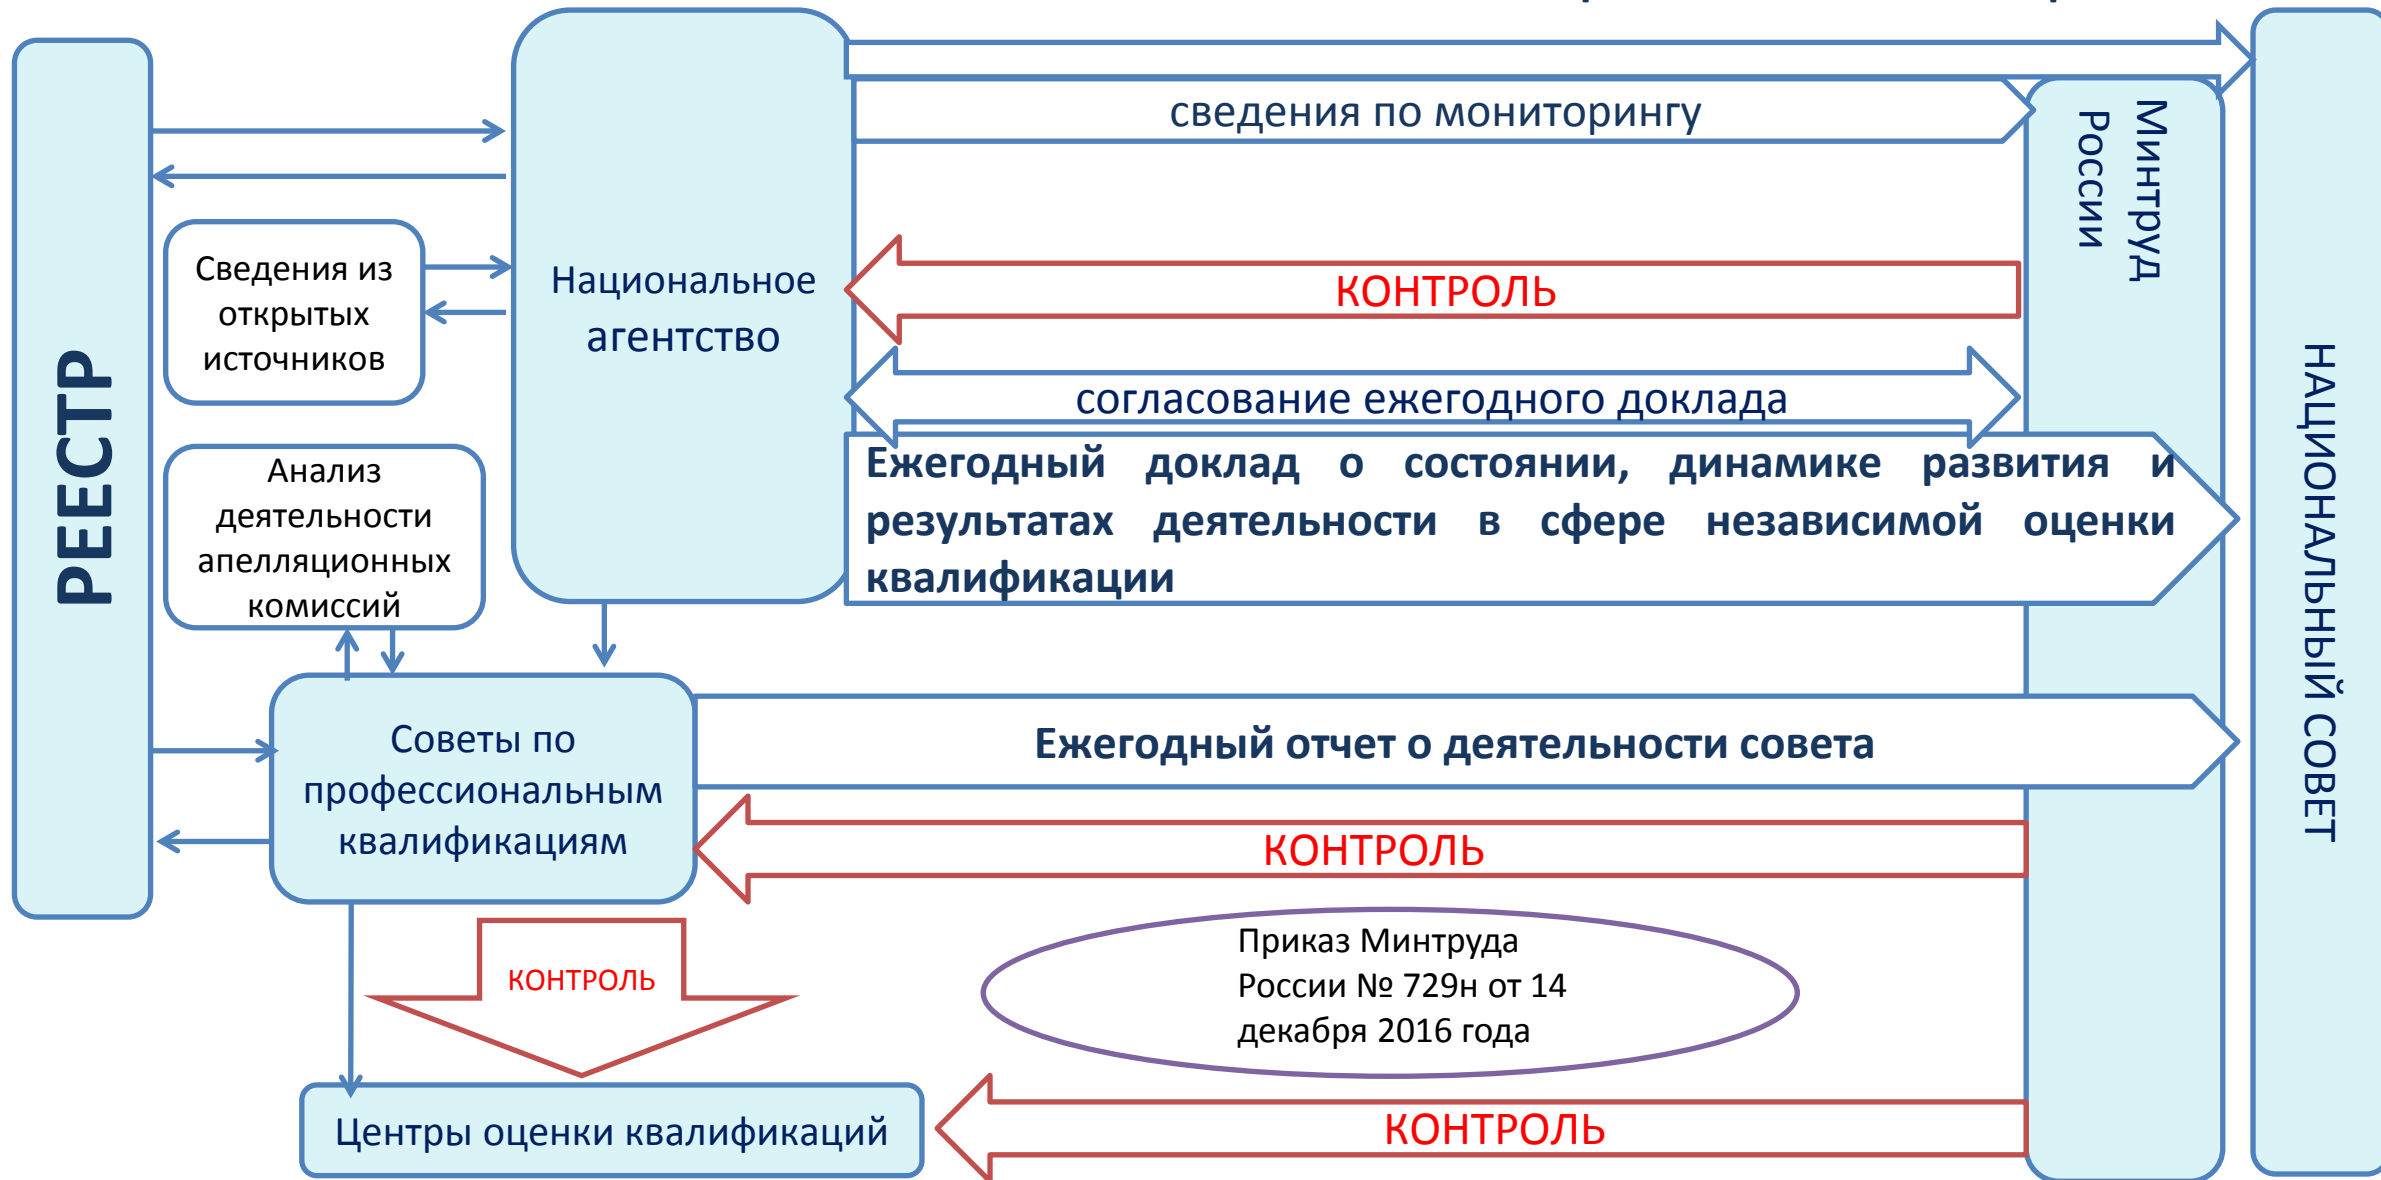 сведения по мониторингу
Минтруд
России
РЕЕСТР
Сведения из
открытых
источников
Национальное
агентство
КОНТРОЛЬ
согласование ежегодного доклада
НАЦИОНАЛЬНЫЙ СОВЕТ
Анализ
деятельности
апелляционных
комиссий
Ежегодный доклад о состоянии, динамике развития и
результатах деятельности в сфере независимой оценки
квалификации
Советы по
профессиональным
квалификациям
Ежегодный отчет о деятельности совета
КОНТРОЛЬ
КОНТРОЛЬ
Приказ Минтруда
России № 729н от 14
декабря 2016 года
Центры оценки квалификаций
КОНТРОЛЬ